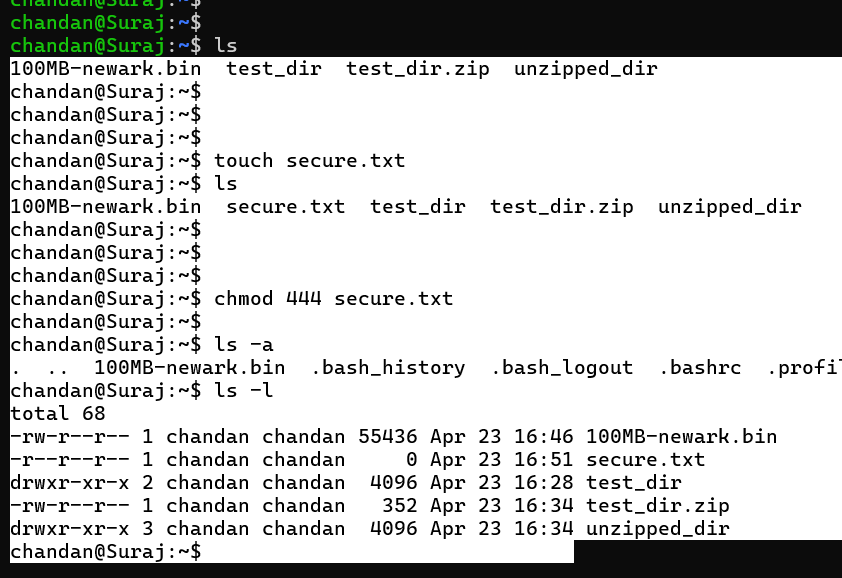 chandan@Suraj:~$
chandan@Suraj:~$
chandan@Suraj:~$ ls
100MB-newark.bin  test_dir  test_dir.zip  unzipped_dir
chandan@Suraj:~$
chandan@Suraj:~$
chandan@Suraj:~$
chandan@Suraj:~$ touch secure.txt
chandan@Suraj:~$ ls
100MB-newark.bin  secure.txt  test_dir  test_dir.zip  unzipped_dir
chandan@Suraj:~$
chandan@Suraj:~$
chandan@Suraj:~$
chandan@Suraj:~$ chmod 444 secure.txt
chandan@Suraj:~$
chandan@Suraj:~$ ls -a
.  ..  100MB-newark.bin  .bash_history  .bash_logout  .bashrc  .profil
chandan@Suraj:~$ ls -l
total 68
-rw-r--r-- 1 chandan chandan 55436 Apr 23 16:46 100MB-newark.bin
-r--r--r-- 1 chandan chandan     0 Apr 23 16:51 secure.txt
drwxr-xr-x 2 chandan chandan  4096 Apr 23 16:28 test_dir
-rw-r--r-- 1 chandan chandan   352 Apr 23 16:34 test_dir.zip
drwxr-xr-x 3 chandan chandan  4096 Apr 23 16:34 unzipped_dir
chandan@Suraj:~$